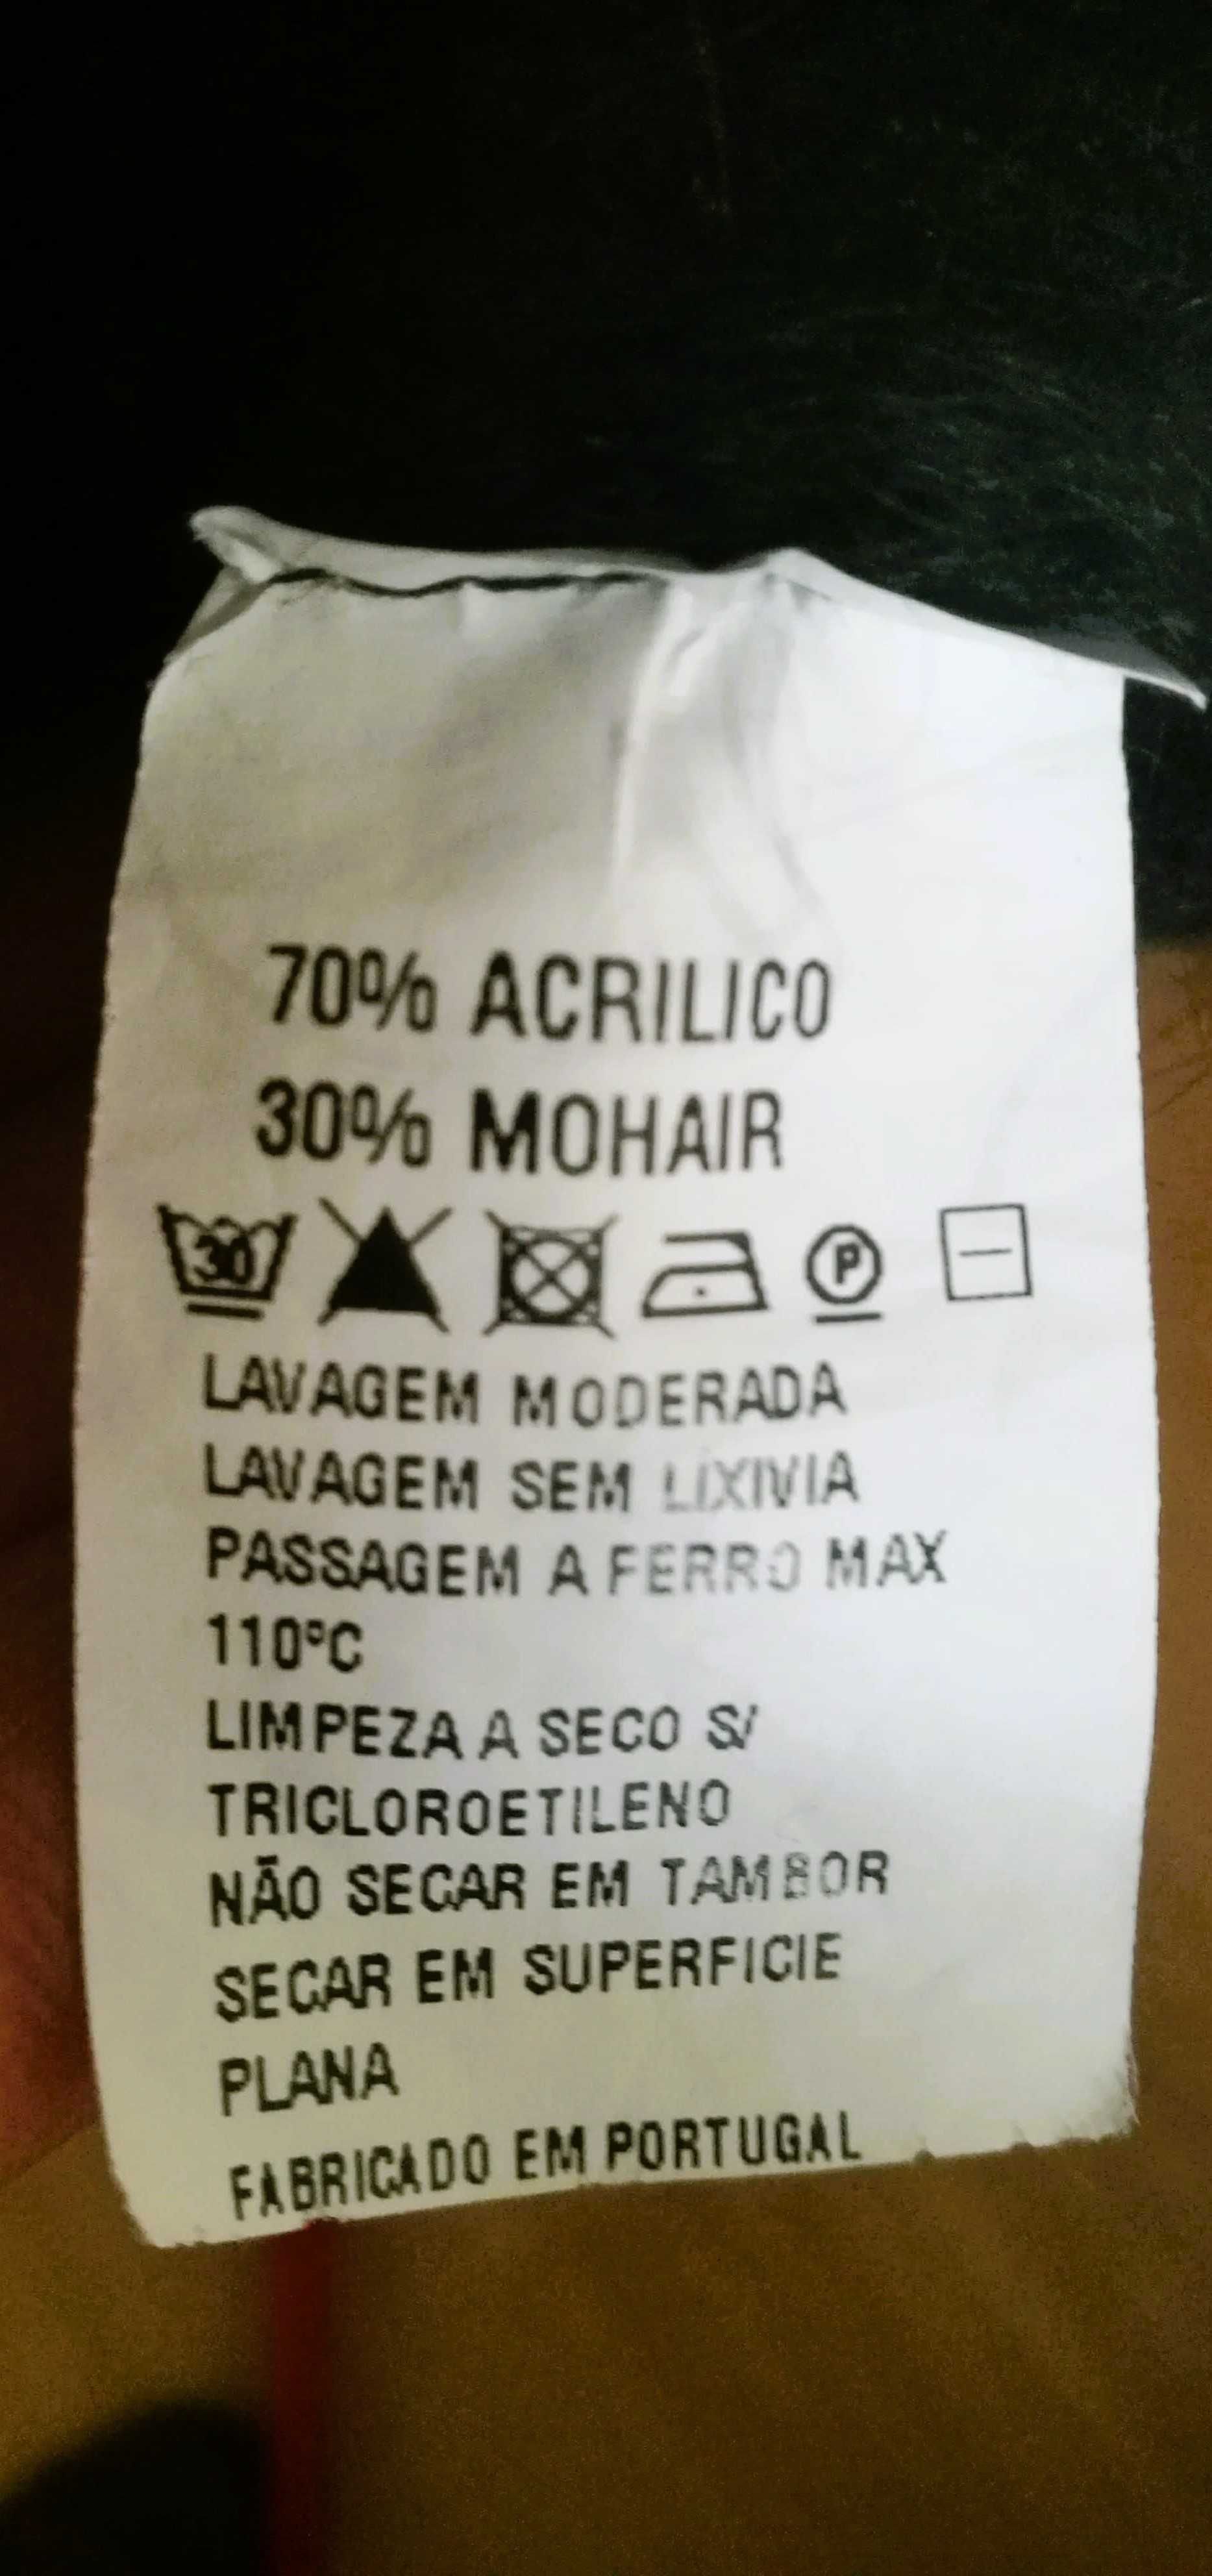 70% ACRILICO
30% MOHAIR
30 P
LAVAGEM MODERADA
LAVAGEM SEM LIXIVIA
PASSAGEM A FERRO MAX
110ºC
LIMPEZA A SECO S/
TRICLOROETILENO
NÃO SECAR EM TAMBOR
SECAR EM SUPERFICIE
PLANA
FABRICADO EM PORTUGAL